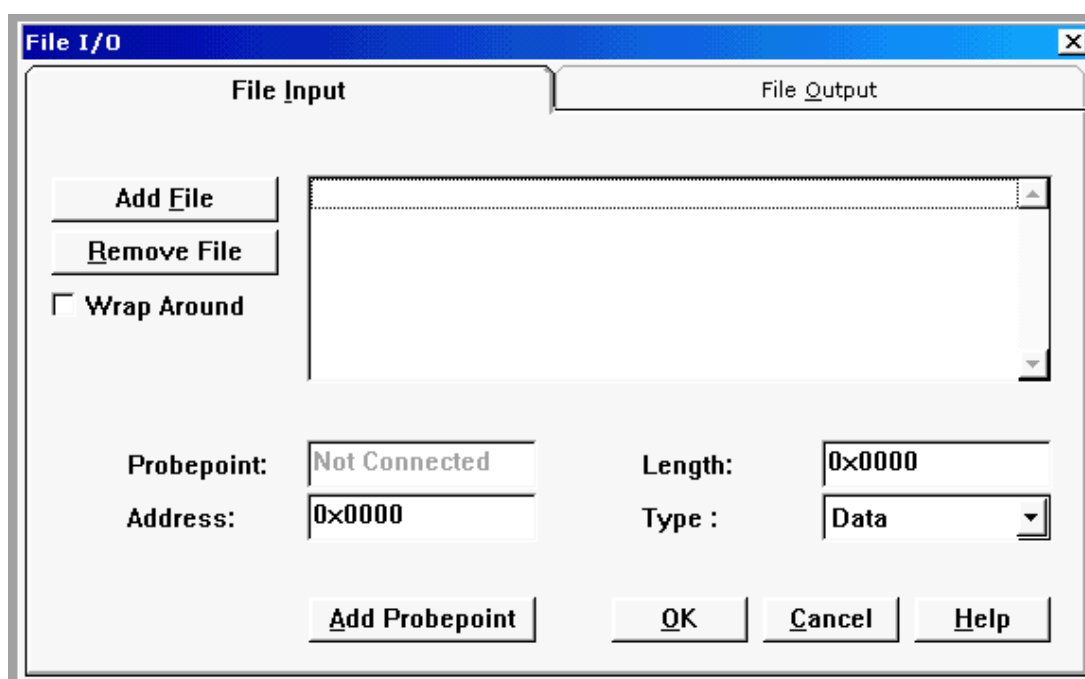 File I/O
File Input
File Output
Add File
Remove File
Wrap Around
Probepoint: Not Connected Length: 0x0000
Address: 0x0000 Type : Data
Add Probepoint OK Cancel Help